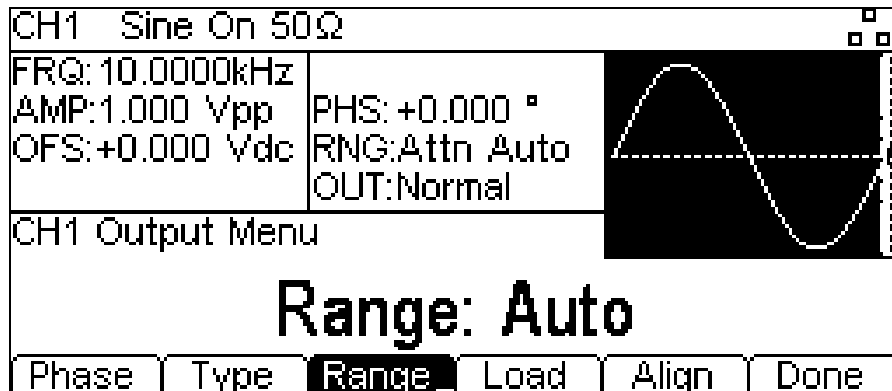 CH1 Sine On 50Ω
FRQ:10.0000kHz
AMP:1.000 Vpp PHS:+0.000 °
OFS:+0.000 Vdc RNG:Attn Auto
OUT:Normal
CH1 Output Menu
Range: Auto
Phase Type Range Load Align Done